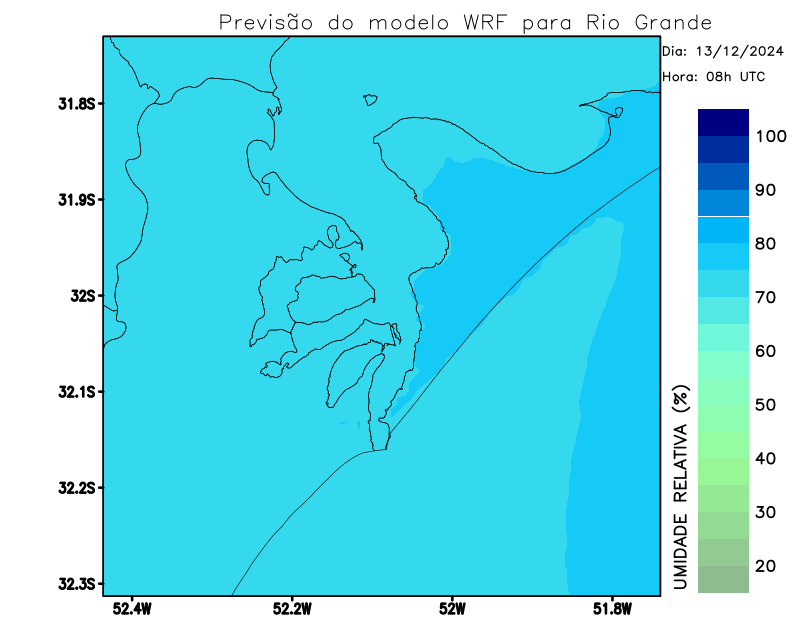 Previsão do modelo WRF para Rio Grande
Dia: 13/12/2024
Hora: 08h UTC
31.8S
31.9S
32S
32.1S
32.2S
32.3S
52.4W
52.2W
52W
51.8W
UMIDADE RELATIVA (%)
100
90
80
70
60
50
40
30
20